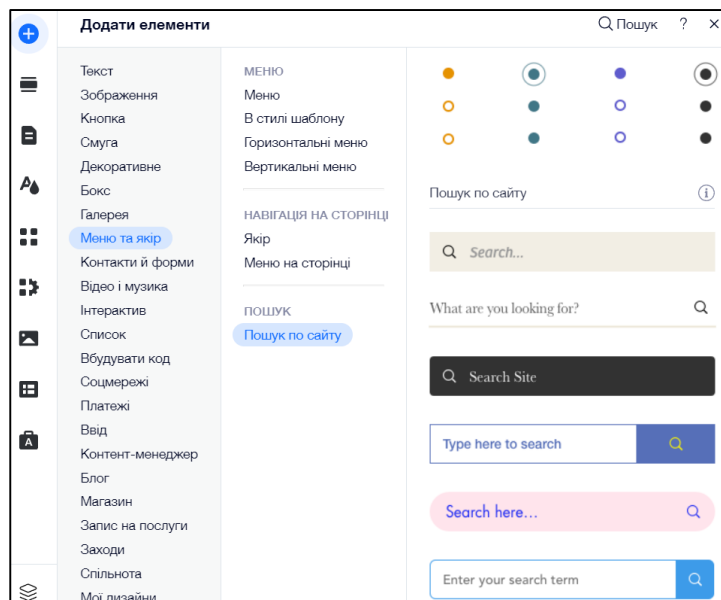 Додати елементи
Пошук ? ×
Текст
Зображення
Кнопка
Смуга
Декоративне
Бокс
Галерея
Меню та якір
Контакти й форми
Відео і музика
Інтерактив
Список
Вбудувати код
Соцмережі
Платежі
Ввід
Контент-менеджер
Блог
Магазин
Запис на послуги
Заходи
Спільнота
Мої дизайни
МЕНЮ
Меню
В стилі шаблону
Горизонтальні меню
Вертикальні меню
НАВІГАЦІЯ НА СТОРІНЦІ
Якір
Меню на сторінці
ПОШУК
Пошук по сайту
Пошук по сайту
Search...
What are you looking for?
Search Site
Type here to search
Search here...
Enter your search term